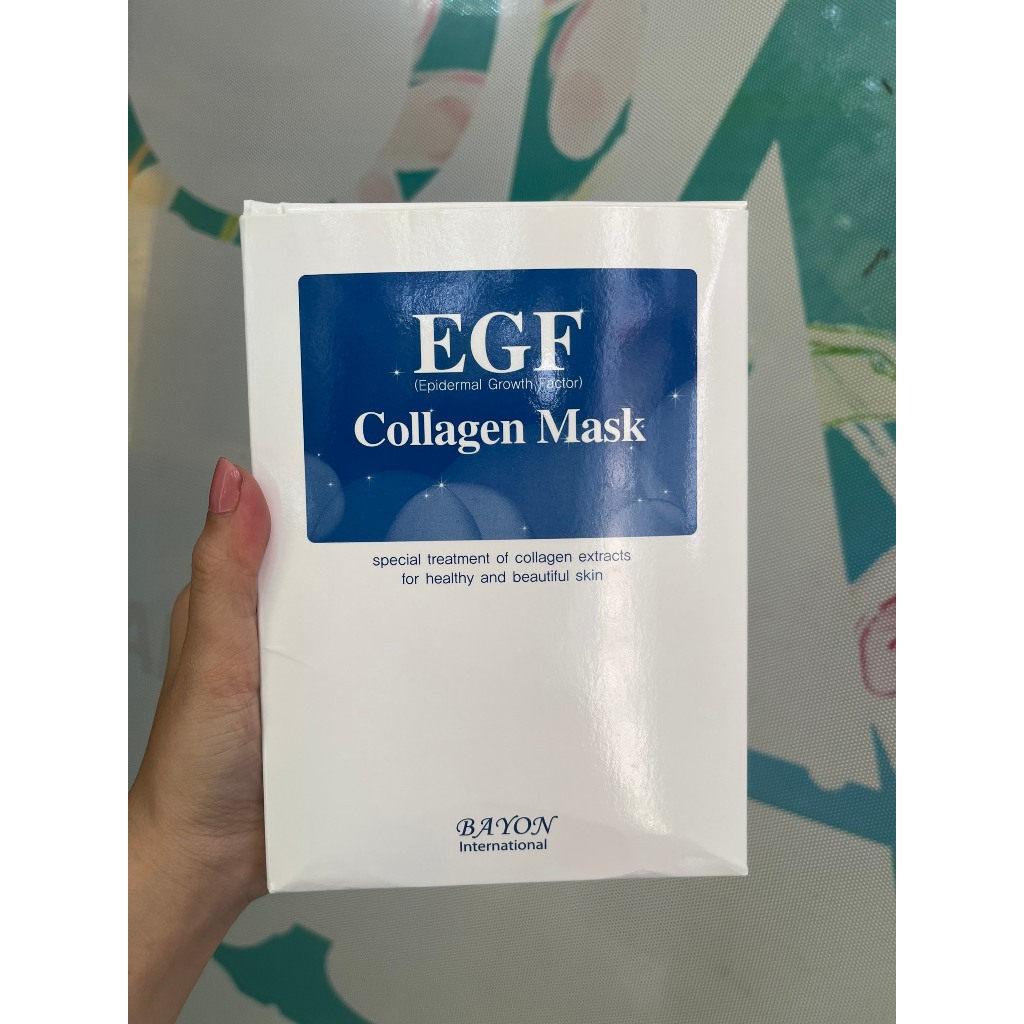 EGF
(Epidermal Growth Factor)
Collagen Mask
special treatment of collagen extracts
for healthy and beautiful skin
BAYON
International